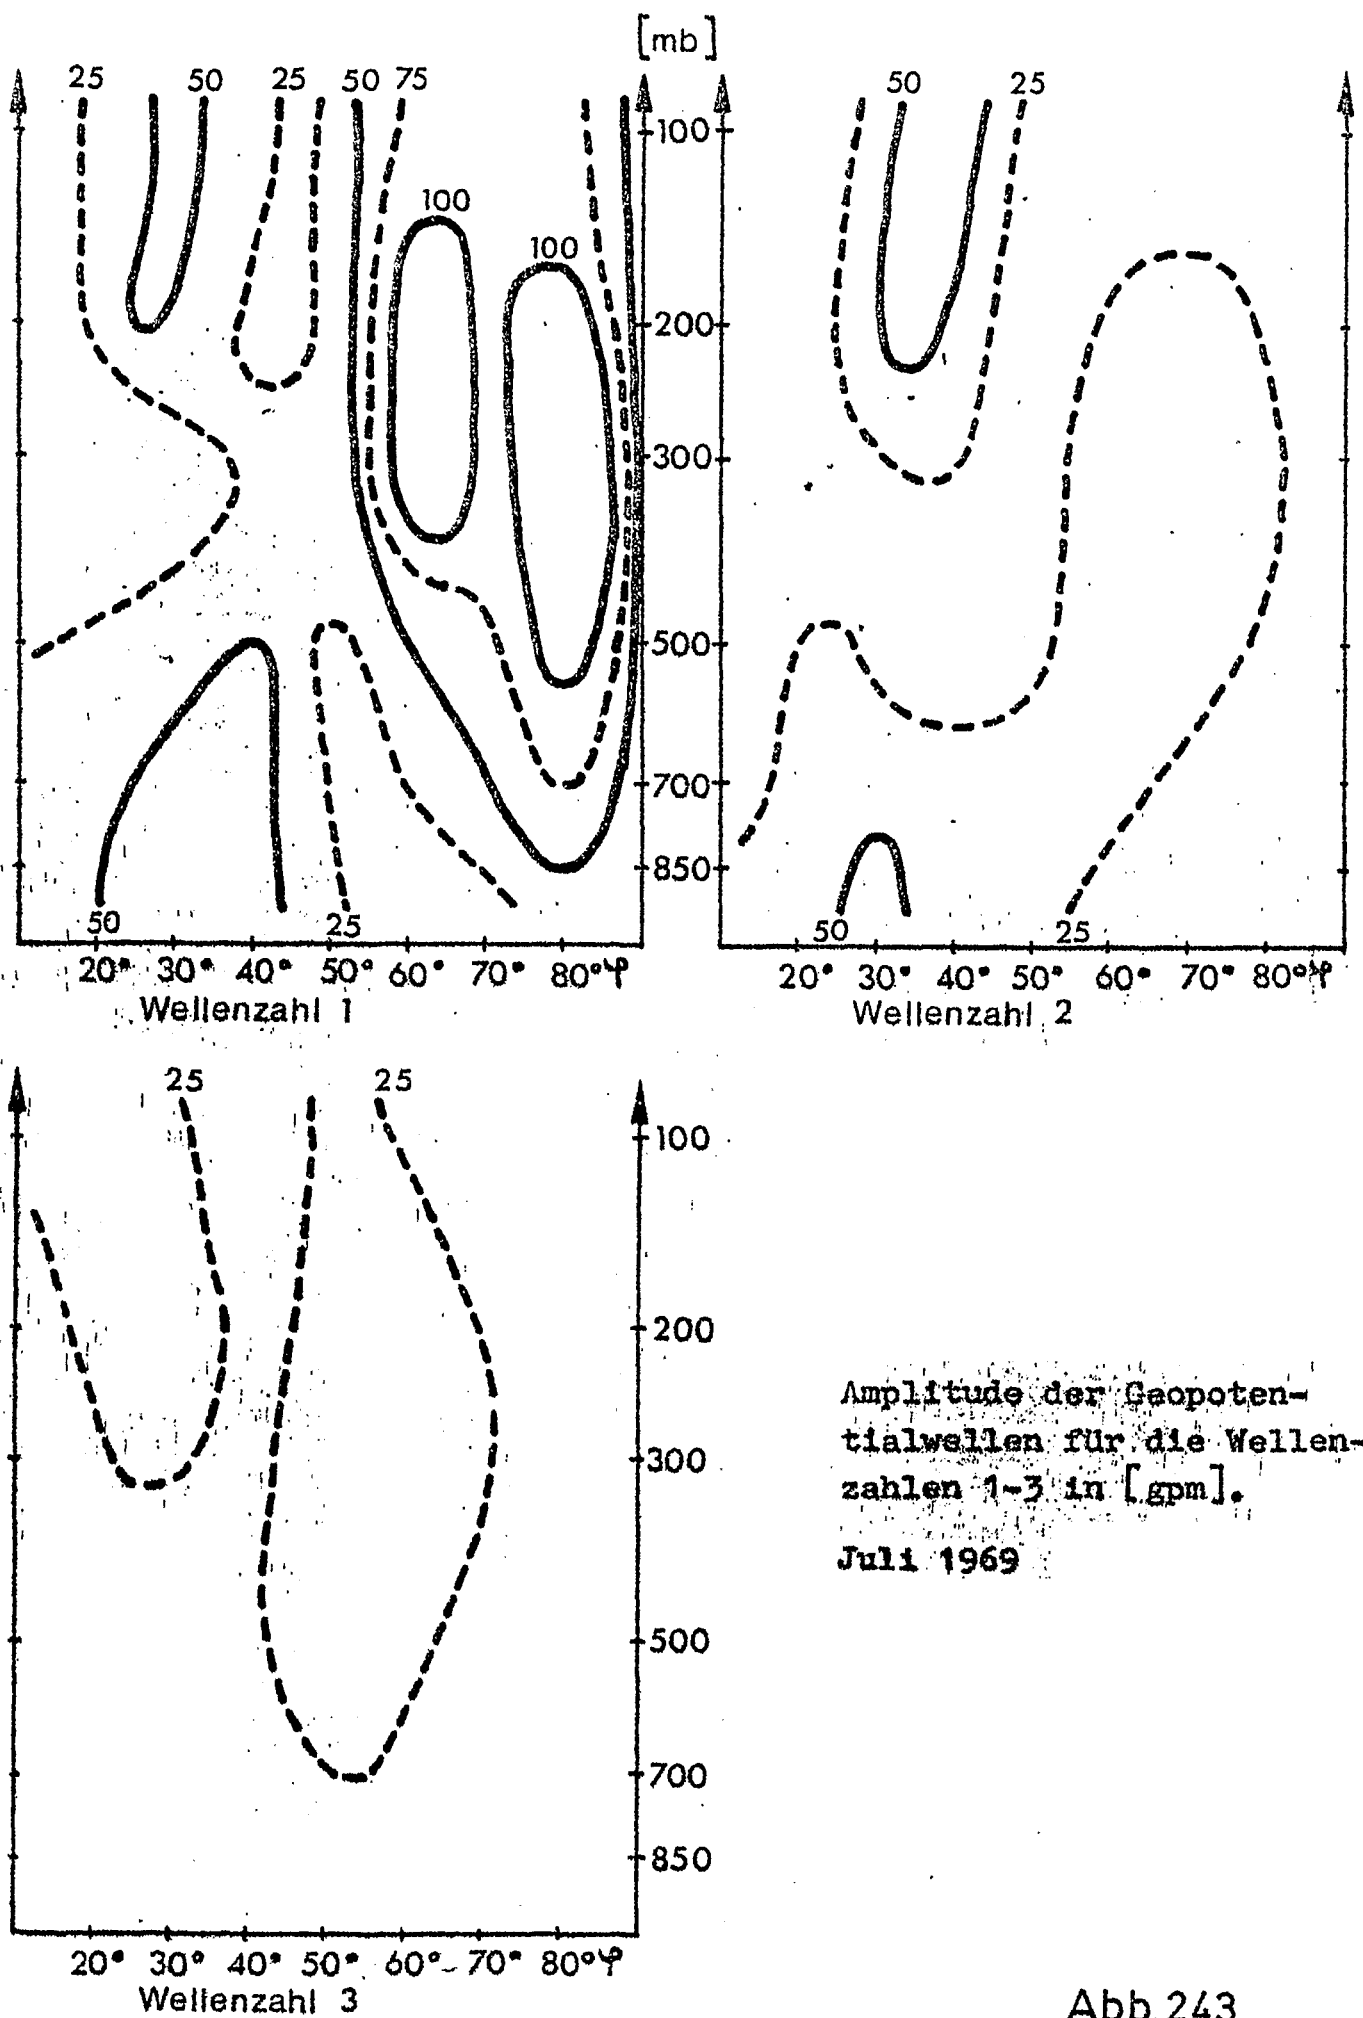 [mb]
25 50 25 50 75
50 25
100
100
100
200
300
500
700
850
50 25
50 25
20° 30° 40° 50° 60° 70° 80° φ
20° 30° 40° 50° 60° 70° 80° φ
Wellenzahl 1
Wellenzahl 2
25 25
100
200
300
500
700
850
20° 30° 40° 50° 60° 70° 80° φ
Wellenzahl 3
Amplitude der Geopoten-
tialwellen für die Wellen-
zahlen 1-3 in [gpm].
Juli 1969
Abb. 243